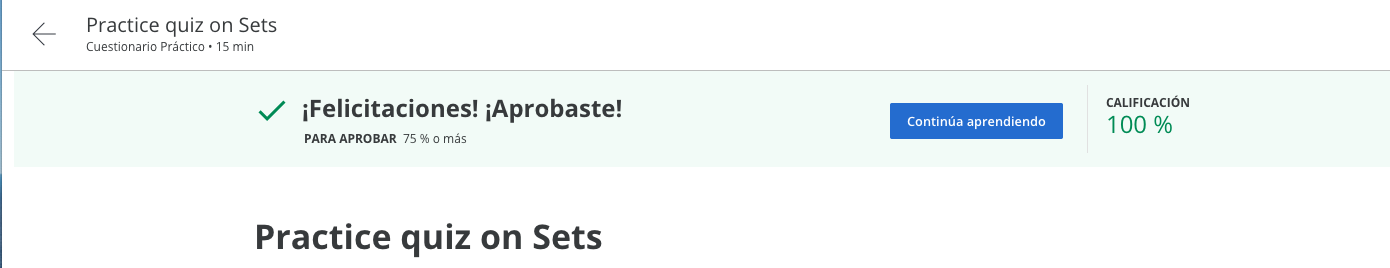 Practice quiz on Sets
Cuestionario Práctico • 15 min
¡Felicitaciones! ¡Aprobaste!
PARA APROBAR 75 % o más
Continúa aprendiendo
CALIFICACIÓN
100 %
Practice quiz on Sets